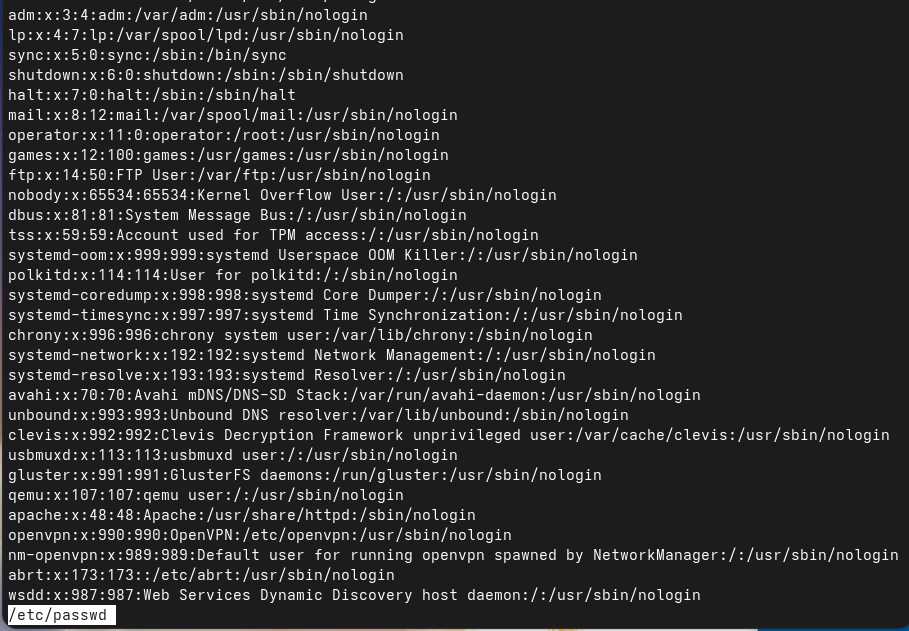 adm:x:3:4:adm:/var/adm:/usr/sbin/nologin
lp:x:4:7:lp:/var/spool/lpd:/usr/sbin/nologin
sync:x:5:0:sync:/sbin:/bin/sync
shutdown:x:6:0:shutdown:/sbin:/sbin/shutdown
halt:x:7:0:halt:/sbin:/sbin/halt
mail:x:8:12:mail:/var/spool/mail:/usr/sbin/nologin
operator:x:11:0:operator:/root:/usr/sbin/nologin
games:x:12:100:games:/usr/games:/usr/sbin/nologin
ftp:x:14:50:FTP User:/var/ftp:/usr/sbin/nologin
nobody:x:65534:65534:Kernel Overflow User:/:/usr/sbin/nologin
dbus:x:81:81:System Message Bus:/:/usr/sbin/nologin
tss:x:59:59:Account used for TPM access:/:/usr/sbin/nologin
systemd-oom:x:999:999:systemd Userspace OOM Killer:/:/usr/sbin/nologin
polkitd:x:114:114:User for polkitd:/:/sbin/nologin
systemd-coredump:x:998:998:systemd Core Dumper:/:/usr/sbin/nologin
systemd-timesync:x:997:997:systemd Time Synchronization:/:/usr/sbin/nologin
chrony:x:996:996:chrony system user:/var/lib/chrony:/sbin/nologin
systemd-network:x:192:192:systemd Network Management:/:/usr/sbin/nologin
systemd-resolve:x:193:193:systemd Resolver:/:/usr/sbin/nologin
avahi:x:70:70:Avahi mDNS/DNS-SD Stack:/var/run/avahi-daemon:/usr/sbin/nologin
unbound:x:993:993:Unbound DNS resolver:/var/lib/unbound:/sbin/nologin
clevis:x:992:992:Clevis Decryption Framework unprivileged user:/var/cache/clevis:/usr/sbin/nologin
usbmuxd:x:113:113:usbmuxd user:/:/usr/sbin/nologin
gluster:x:991:991:GlusterFS daemons:/run/gluster:/usr/sbin/nologin
qemu:x:107:107:qemu user:/:/usr/sbin/nologin
apache:x:48:48:Apache:/usr/share/httpd:/sbin/nologin
openvpn:x:990:990:OpenVPN:/etc/openvpn:/usr/sbin/nologin
nm-openvpn:x:989:989:Default user for running openvpn spawned by NetworkManager:/:/usr/sbin/nologin
abrt:x:173:173::/etc/abrt:/usr/sbin/nologin
wsdd:x:987:987:Web Services Dynamic Discovery host daemon:/:/usr/sbin/nologin
/etc/passwd